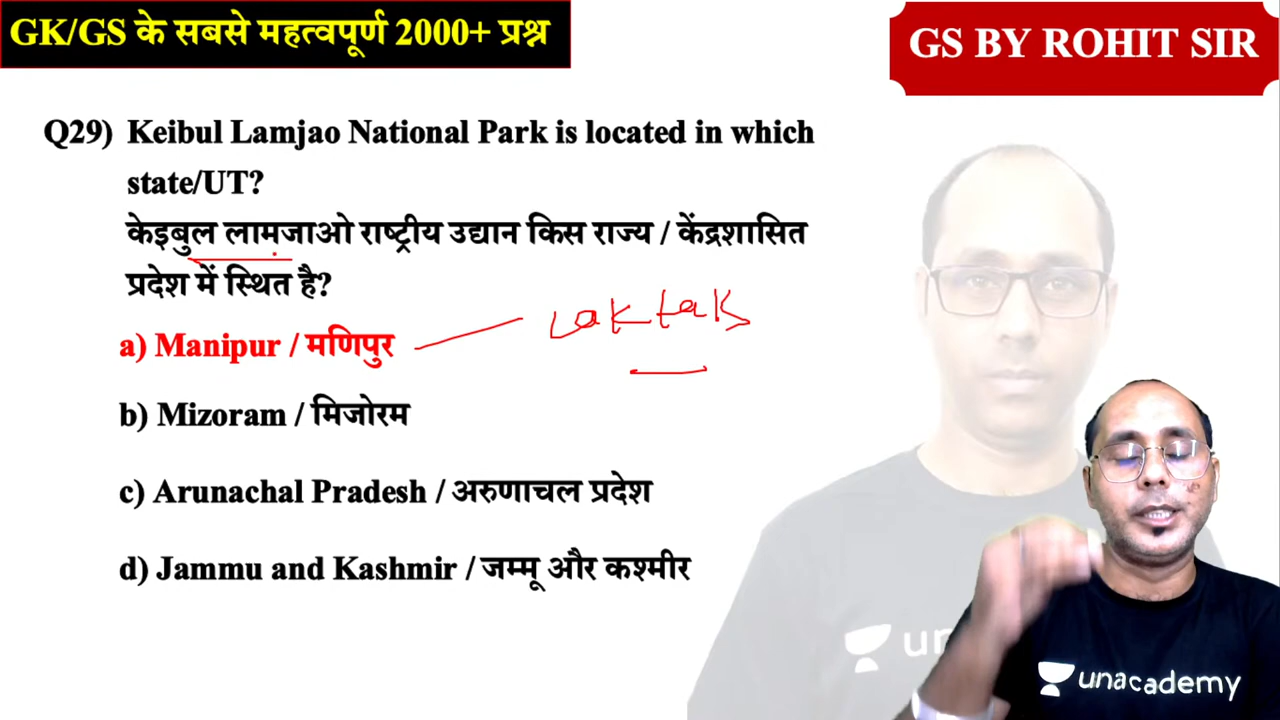 GK/GS के सबसे महत्वपूर्ण 2000+ प्रश्न
GS BY ROHIT SIR
Q29) Keibul Lamjao National Park is located in which
state/UT?
केइबुल लामजाओ राष्ट्रीय उद्यान किस राज्य / केंद्रशासित
प्रदेश में स्थित है?
a) Manipur / मणिपुर
Loktak
b) Mizoram / मिजोरम
c) Arunachal Pradesh / अरुणाचल प्रदेश
d) Jammu and Kashmir / जम्मू और कश्मीर
un
unacademy